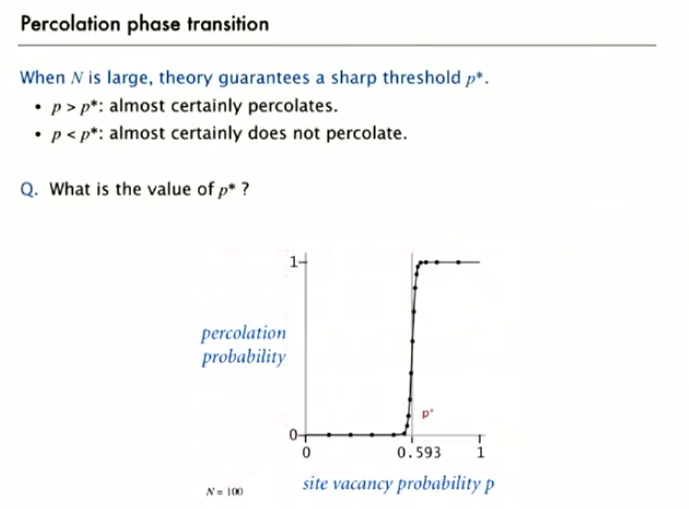 Percolation phase transition
When N is large, theory guarantees a sharp threshold p*.
• p > p*: almost certainly percolates.
• p < p*: almost certainly does not percolate.
Q. What is the value of p* ?
1
percolation
probability
p*
0
0
0.593
1
site vacancy probability p
N = 100